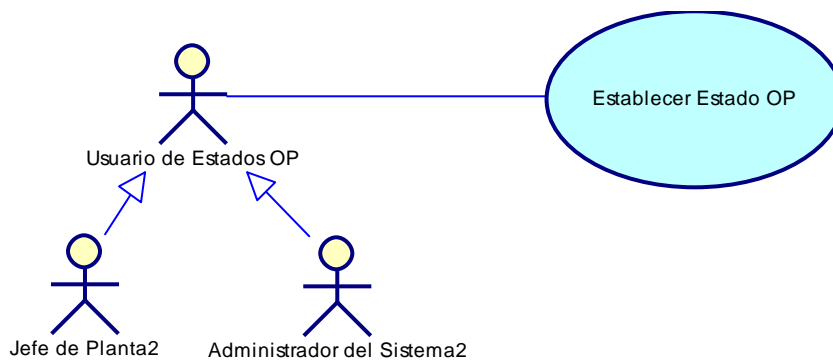 Establecer Estado OP
Usuario de Estados OP
Jefe de Planta2
Administrador del Sistema2